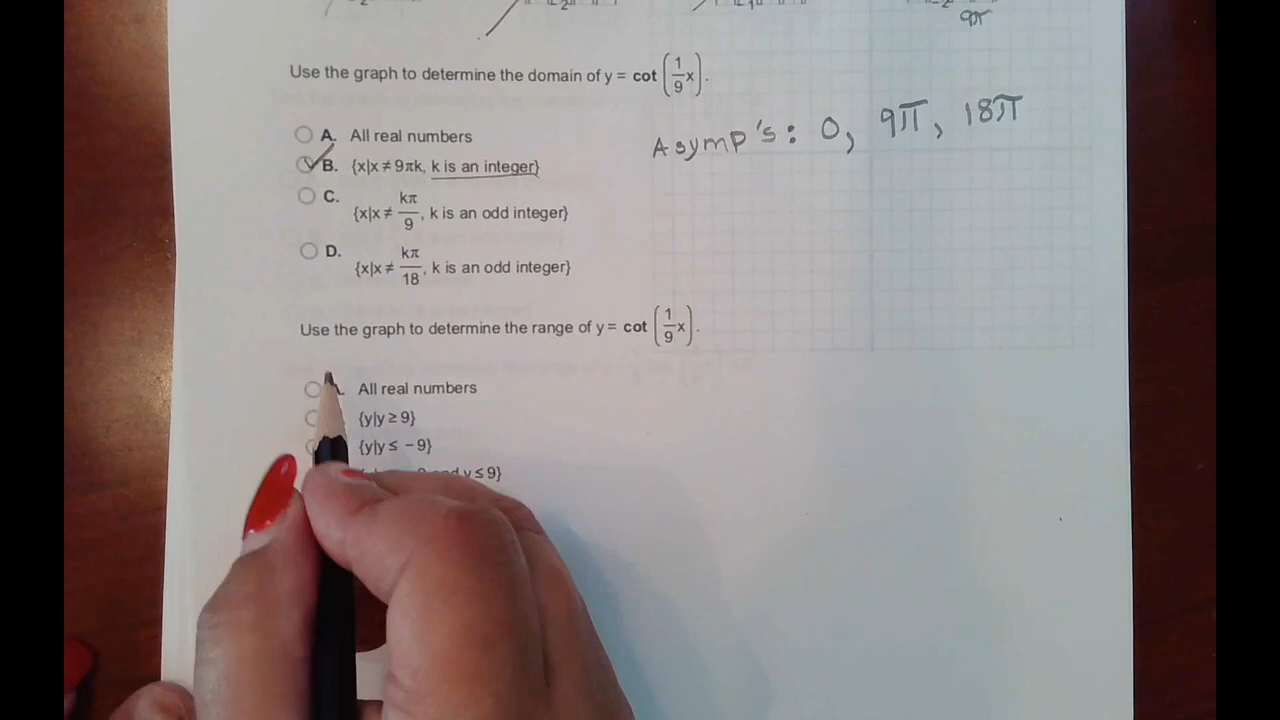 9π
Use the graph to determine the domain of y = cot (1/9 x).
Asymp's: 0, 9π, 18π
A. All real numbers
B. {x|x ≠ 9πk, k is an integer}
C. {x|x ≠ kπ/9, k is an odd integer}
D. {x|x ≠ kπ/18, k is an odd integer}
Use the graph to determine the range of y = cot (1/9 x).
All real numbers
{y|y ≥ 9}
{y|y ≤ −9}
y ≤ 9}